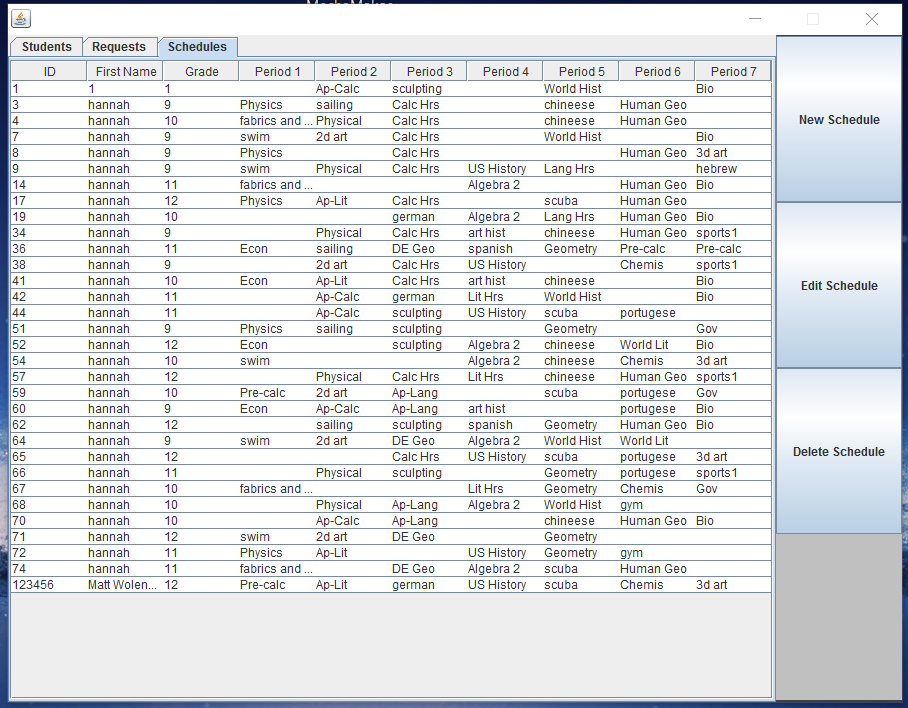 Students Requests Schedules
ID First Name Grade Period 1 Period 2 Period 3 Period 4 Period 5 Period 6 Period 7
1 1 1 Ap-Calc sculpting World Hist Bio
3 hannah 9 Physics sailing Calc Hrs chineese Human Geo
4 hannah 10 fabrics and ... Physical Calc Hrs chineese Human Geo
7 hannah 9 swim 2d art Calc Hrs World Hist Bio
8 hannah 9 Physics Calc Hrs Human Geo 3d art
9 hannah 9 swim Physical Calc Hrs US History Lang Hrs hebrew
14 hannah 11 fabrics and ... Algebra 2 Human Geo Bio
17 hannah 12 Physics Ap-Lit Calc Hrs scuba Human Geo
19 hannah 10 german Algebra 2 Lang Hrs Human Geo Bio
34 hannah 9 Physical Calc Hrs art hist chineese Human Geo sports1
36 hannah 11 Econ sailing DE Geo spanish Geometry Pre-calc Pre-calc
38 hannah 9 2d art Calc Hrs US History Chemis sports1
41 hannah 10 Econ Ap-Lit Calc Hrs art hist chineese Bio
42 hannah 11 Ap-Calc german Lit Hrs World Hist Bio
44 hannah 11 Ap-Calc sculpting US History scuba portugese
51 hannah 9 Physics sailing sculpting Geometry Gov
52 hannah 12 Econ sculpting Algebra 2 chineese World Lit Bio
54 hannah 10 swim Algebra 2 chineese Chemis 3d art
57 hannah 12 Physical Calc Hrs Lit Hrs chineese Human Geo sports1
59 hannah 10 Pre-calc 2d art Ap-Lang scuba portugese Gov
60 hannah 9 Econ Ap-Calc Ap-Lang art hist portugese Bio
62 hannah 12 sailing sculpting spanish Geometry Human Geo Bio
64 hannah 9 swim 2d art DE Geo Algebra 2 World Hist World Lit
65 hannah 12 Calc Hrs US History scuba portugese 3d art
66 hannah 11 Physical sculpting Geometry portugese sports1
67 hannah 10 fabrics and ... Lit Hrs Geometry Chemis Gov
68 hannah 10 Physical Ap-Lang Algebra 2 World Hist gym
70 hannah 10 Ap-Calc Ap-Lang chineese Human Geo Bio
71 hannah 12 swim 2d art DE Geo Geometry
72 hannah 11 Physics Ap-Lit US History Geometry gym
74 hannah 11 fabrics and ... DE Geo Algebra 2 scuba Human Geo
123456 Matt Wolen... 12 Pre-calc Ap-Lit german US History scuba Chemis 3d art
New Schedule
Edit Schedule
Delete Schedule